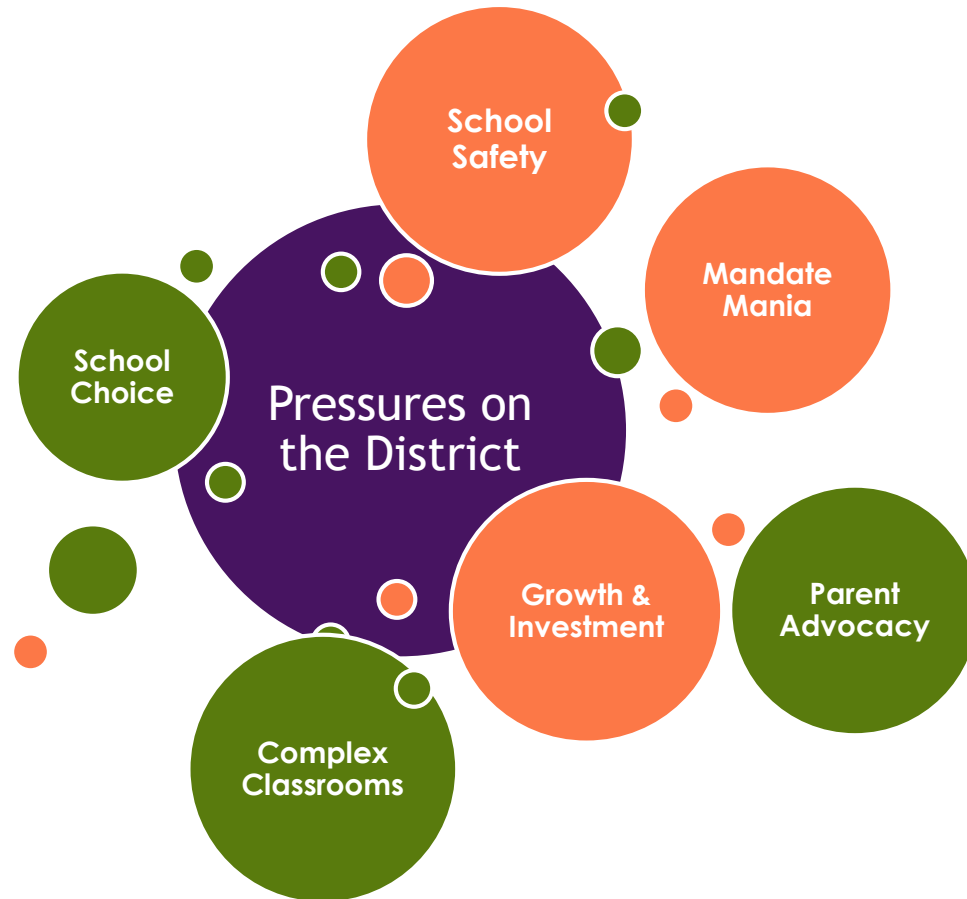 School
Safety
Mandate
Mania
School
Choice
Pressures on
the District
Growth &
Investment
Parent
Advocacy
Complex
Classrooms